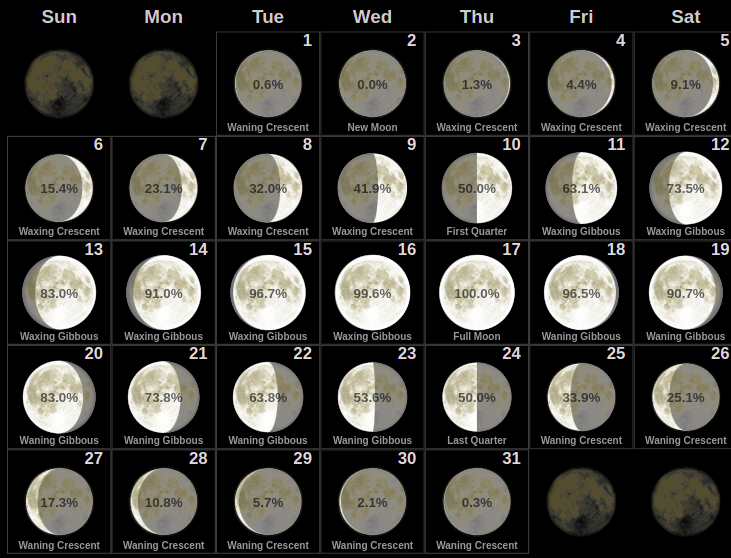 Sun Mon Tue Wed Thu Fri Sat
1 2 3 4 5
0.6% 0.0% 1.3% 4.4% 9.1%
Waning Crescent New Moon Waxing Crescent Waxing Crescent Waxing Crescent
6 7 8 9 10 11 12
15.4% 23.1% 32.0% 41.9% 50.0% 63.1% 73.5%
Waxing Crescent Waxing Crescent Waxing Crescent Waxing Crescent First Quarter Waxing Gibbous Waxing Gibbous
13 14 15 16 17 18 19
83.0% 91.0% 96.7% 99.6% 100.0% 96.5% 90.7%
Waxing Gibbous Waxing Gibbous Waxing Gibbous Waxing Gibbous Full Moon Waning Gibbous Waning Gibbous
20 21 22 23 24 25 26
83.0% 73.8% 63.8% 53.6% 50.0% 33.9% 25.1%
Waning Gibbous Waning Gibbous Waning Gibbous Waning Gibbous Last Quarter Waning Crescent Waning Crescent
27 28 29 30 31
17.3% 10.8% 5.7% 2.1% 0.3%
Waning Crescent Waning Crescent Waning Crescent Waning Crescent Waning Crescent